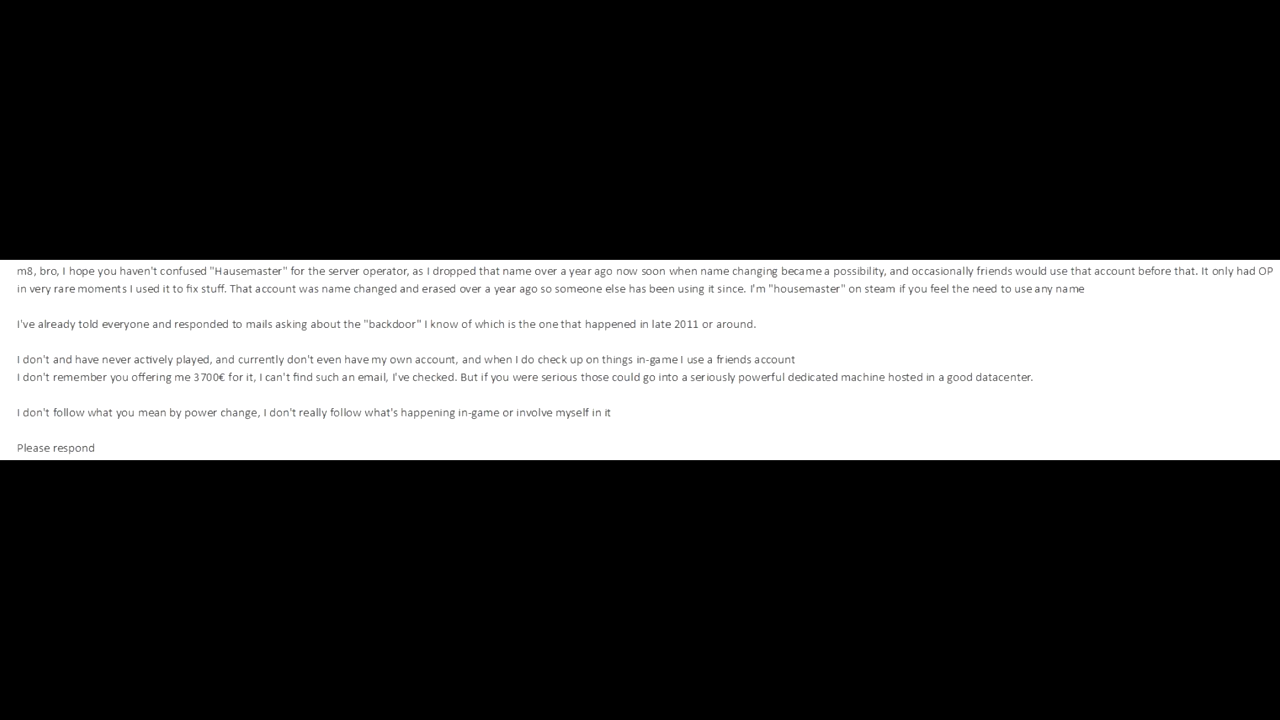 m8, bro, I hope you haven't confused "Hausemaster" for the server operator, as I dropped that name over a year ago now soon when name changing became a possibility, and occasionally friends would use that account before that. It only had OP
in very rare moments I used it to fix stuff. That account was name changed and erased over a year ago so someone else has been using it since. I'm "housemaster" on steam if you feel the need to use any name
I've already told everyone and responded to mails asking about the "backdoor" I know of which is the one that happened in late 2011 or around.
I don't and have never actively played, and currently don't even have my own account, and when I do check up on things in-game I use a friends account
I don't remember you offering me 3700€ for it, I can't find such an email, I've checked. But if you were serious those could go into a seriously powerful dedicated machine hosted in a good datacenter.
I don't follow what you mean by power change, I don't really follow what's happening in-game or involve myself in it
Please respond